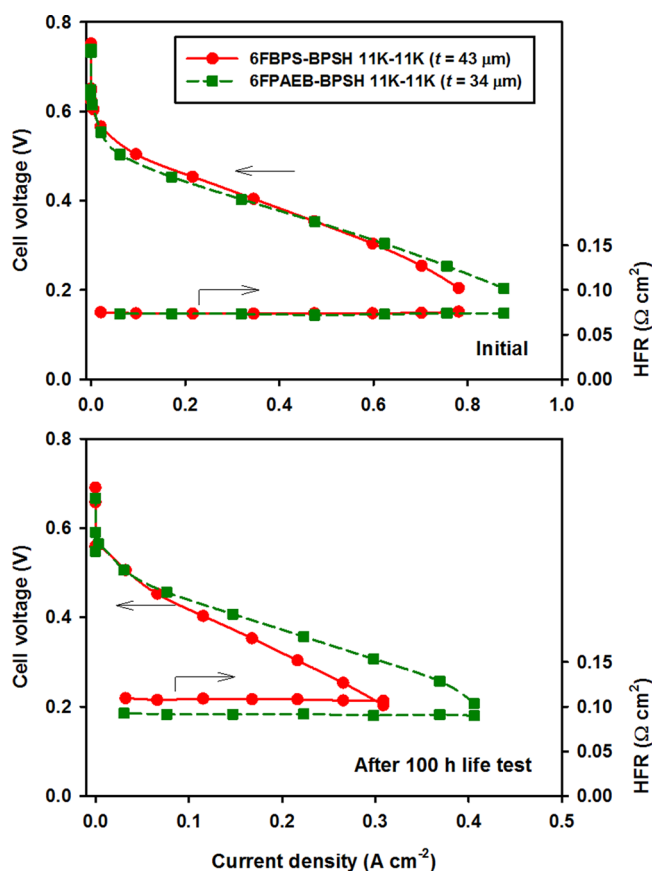 0.8
6FBPS-BPSH 11K-11K (t = 43 μm)
6FPAEB-BPSH 11K-11K (t = 34 μm)
0.6
Cell voltage (V)
0.4
0.15
0.2
0.10
0.05
HFR (Ω cm²)
Initial
0.0
0.00
0.0 0.2 0.4 0.6 0.8 1.0
0.8
0.6
Cell voltage (V)
0.4
0.15
0.2
0.10
0.05
HFR (Ω cm²)
After 100 h life test
0.0
0.00
0.0 0.1 0.2 0.3 0.4 0.5
Current density (A cm⁻²)